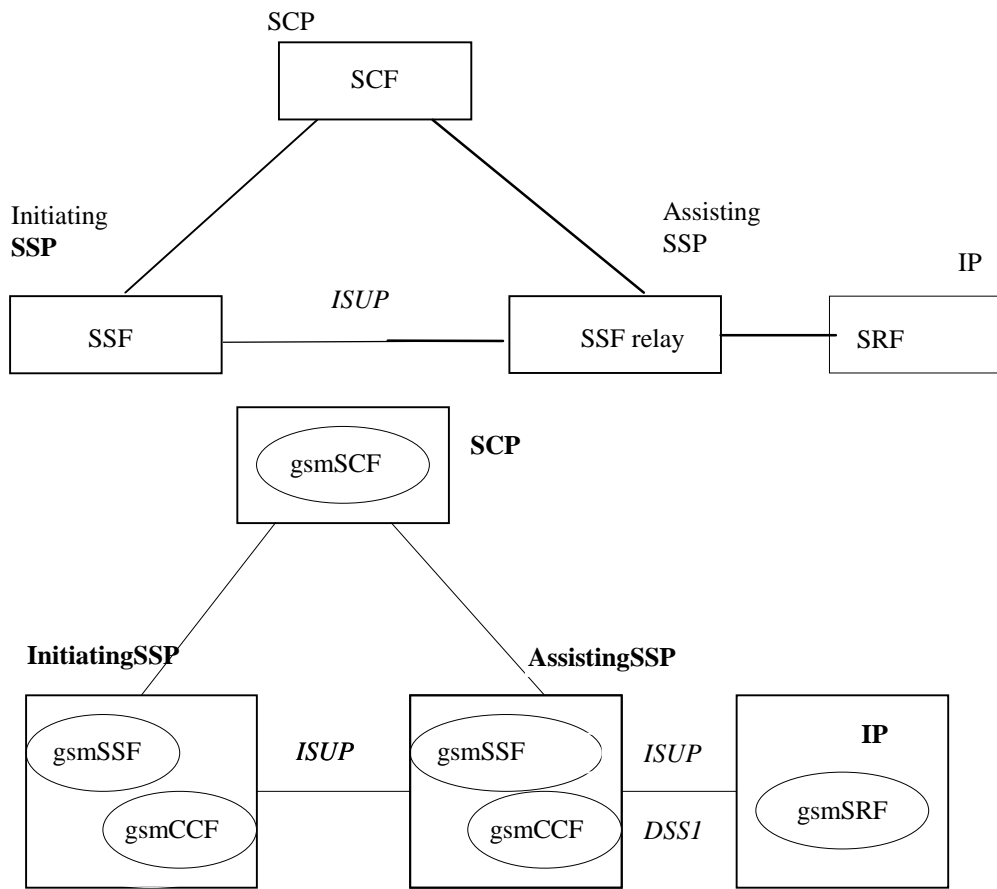 SCP
SCF
Initiating
SSP
Assisting
SSP
IP
ISUP
SSF
SSF relay
SRF
SCP
gsmSCF
InitiatingSSP
AssistingSSP
gsmSSF
ISUP
gsmSSF
ISUP
IP
gsmCCF
gsmCCF
DSS1
gsmSRF